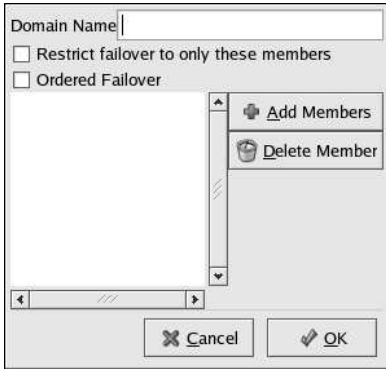 Domain Name
Restrict failover to only these members
Ordered Failover
Add Members
Delete Member
Cancel
OK